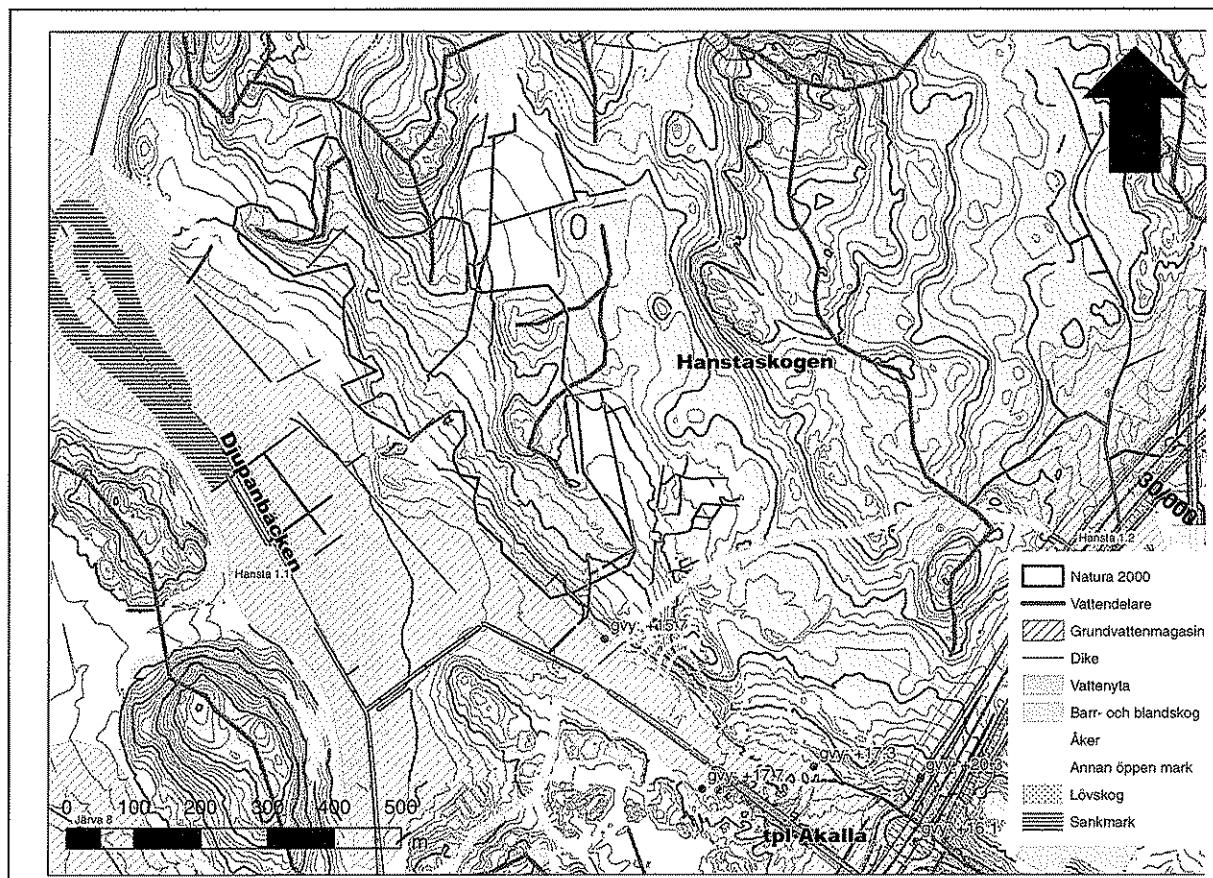 Hanstaskogen
Djupanbäcken
Hansta 1.1
30/000
Hansta 1.2
gvy: +15.7
gvy: +17.3
gvy: +17.7
gvy: +20.3
gvy: +16.1
tpl Akalla
0 100 200 300 400 500
Järva 8
m
Natura 2000
Vattendelare
Grundvattenmagasin
Dike
Vattenyta
Barr- och blandskog
Åker
Annan öppen mark
Lövskog
Sankmark